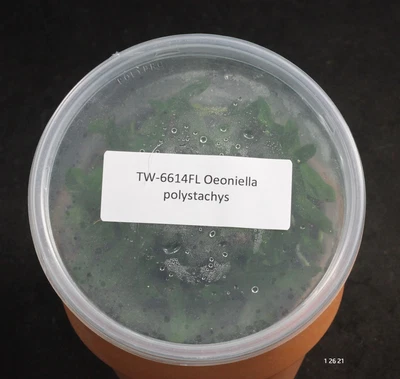 TW-6614FL Oeoniella
polystachys
1 26 21